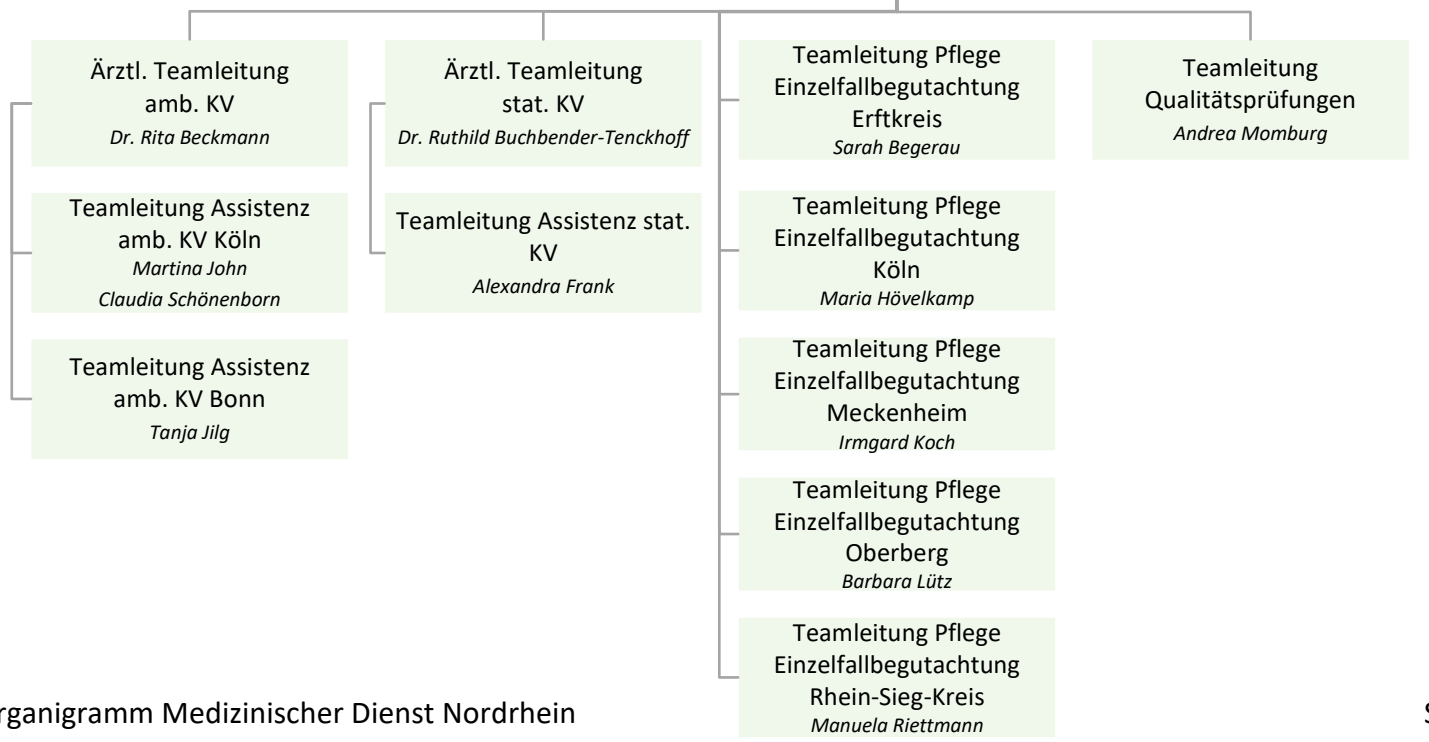 Ärztl. Teamleitung
amb. KV
Dr. Rita Beckmann
Teamleitung Assistenz
amb. KV Köln
Martina John
Claudia Schönenborn
Teamleitung Assistenz
amb. KV Bonn
Tanja Jilg
Ärztl. Teamleitung
stat. KV
Dr. Ruthild Buchbender-Tenckhoff
Teamleitung Assistenz stat.
KV
Alexandra Frank
Teamleitung Pflege
Einzelfallbegutachtung
Erftkreis
Sarah Begerau
Teamleitung Pflege
Einzelfallbegutachtung
Köln
Maria Hövelkamp
Teamleitung Pflege
Einzelfallbegutachtung
Meckenheim
Irmgard Koch
Teamleitung Pflege
Einzelfallbegutachtung
Oberberg
Barbara Lütz
Teamleitung Pflege
Einzelfallbegutachtung
Rhein-Sieg-Kreis
Manuela Riettmann
Teamleitung
Qualitätsprüfungen
Andrea Momburg
rganigramm Medizinischer Dienst Nordrhein